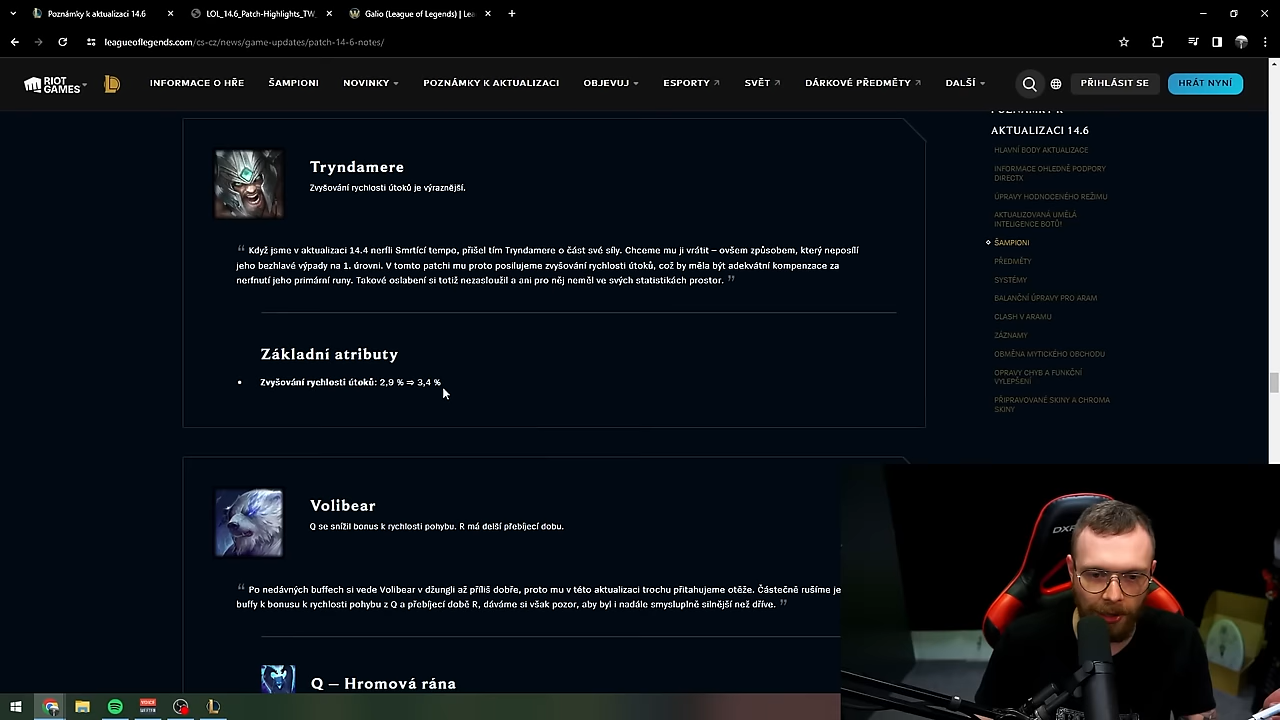 Poznámky k aktualizaci 14.6
LOL_14.6_Patch-Highlights_TW_
Galio (League of Legends) | Lea
leagueoflegends.com/cs-cz/news/game-updates/patch-14-6-notes/
RIOT GAMES
INFORMACE O HŘE
ŠAMPIONI
NOVINKY
POZNÁMKY K AKTUALIZACI
OBJEVUJ
ESPORTY
SVĚT
DÁRKOVÉ PŘEDMĚTY
DALŠÍ
PŘIHLÁSIT SE
HRÁT NYNÍ
Tryndamere
Zvyšování rychlosti útoků je výraznější.
Když jsme v aktualizaci 14.4 nerfli Smrtící tempo, přišel tím Tryndamere o část své síly. Chceme mu ji vrátit – ovšem způsobem, který neposílí
jeho bezhlavé výpady na 1. úrovni. V tomto patchi mu proto posilujeme zvyšování rychlosti útoků, což by měla být adekvátní kompenzace za
nerfnutí jeho primární runy. Takové oslabení si totiž nezasloužil a ani pro něj neměl ve svých statistikách prostor.
Základní atributy
• Zvyšování rychlosti útoků: 2,9 % ⇒ 3,4 %
Volibear
Q se snížil bonus k rychlosti pohybu. R má delší přebíjecí dobu.
Po nedávných buffech si vede Volibear v džungli až příliš dobře, proto mu v této aktualizaci trochu přitahujeme otěže. Částečně rušíme je
buffy k bonusu k rychlosti pohybu z Q a přebíjecí době R, dáváme si však pozor, aby byl i nadále smysluplně silnější než dříve.
Q – Hromová rána
POZNÁMKY K
AKTUALIZACI 14.6
HLAVNÍ BODY AKTUALIZACE
INFORMACE OHLEDNĚ PODPORY
DIRECTX
ÚPRAVY HODNOCENÉHO REŽIMU
AKTUALIZOVANÁ UMĚLÁ
INTELIGENCE BOTŮ!
ŠAMPIONI
PŘEDMĚTY
SYSTÉMY
BALANČNÍ ÚPRAVY PRO ARAM
CLASH V ARAMU
ZÁZNAMY
OBMĚNA MYTICKÉHO OBCHODU
OPRAVY CHYB A FUNKČNÍ
VYLEPŠENÍ
PŘIPRAVOVANÉ SKINY A CHROMA
SKINY